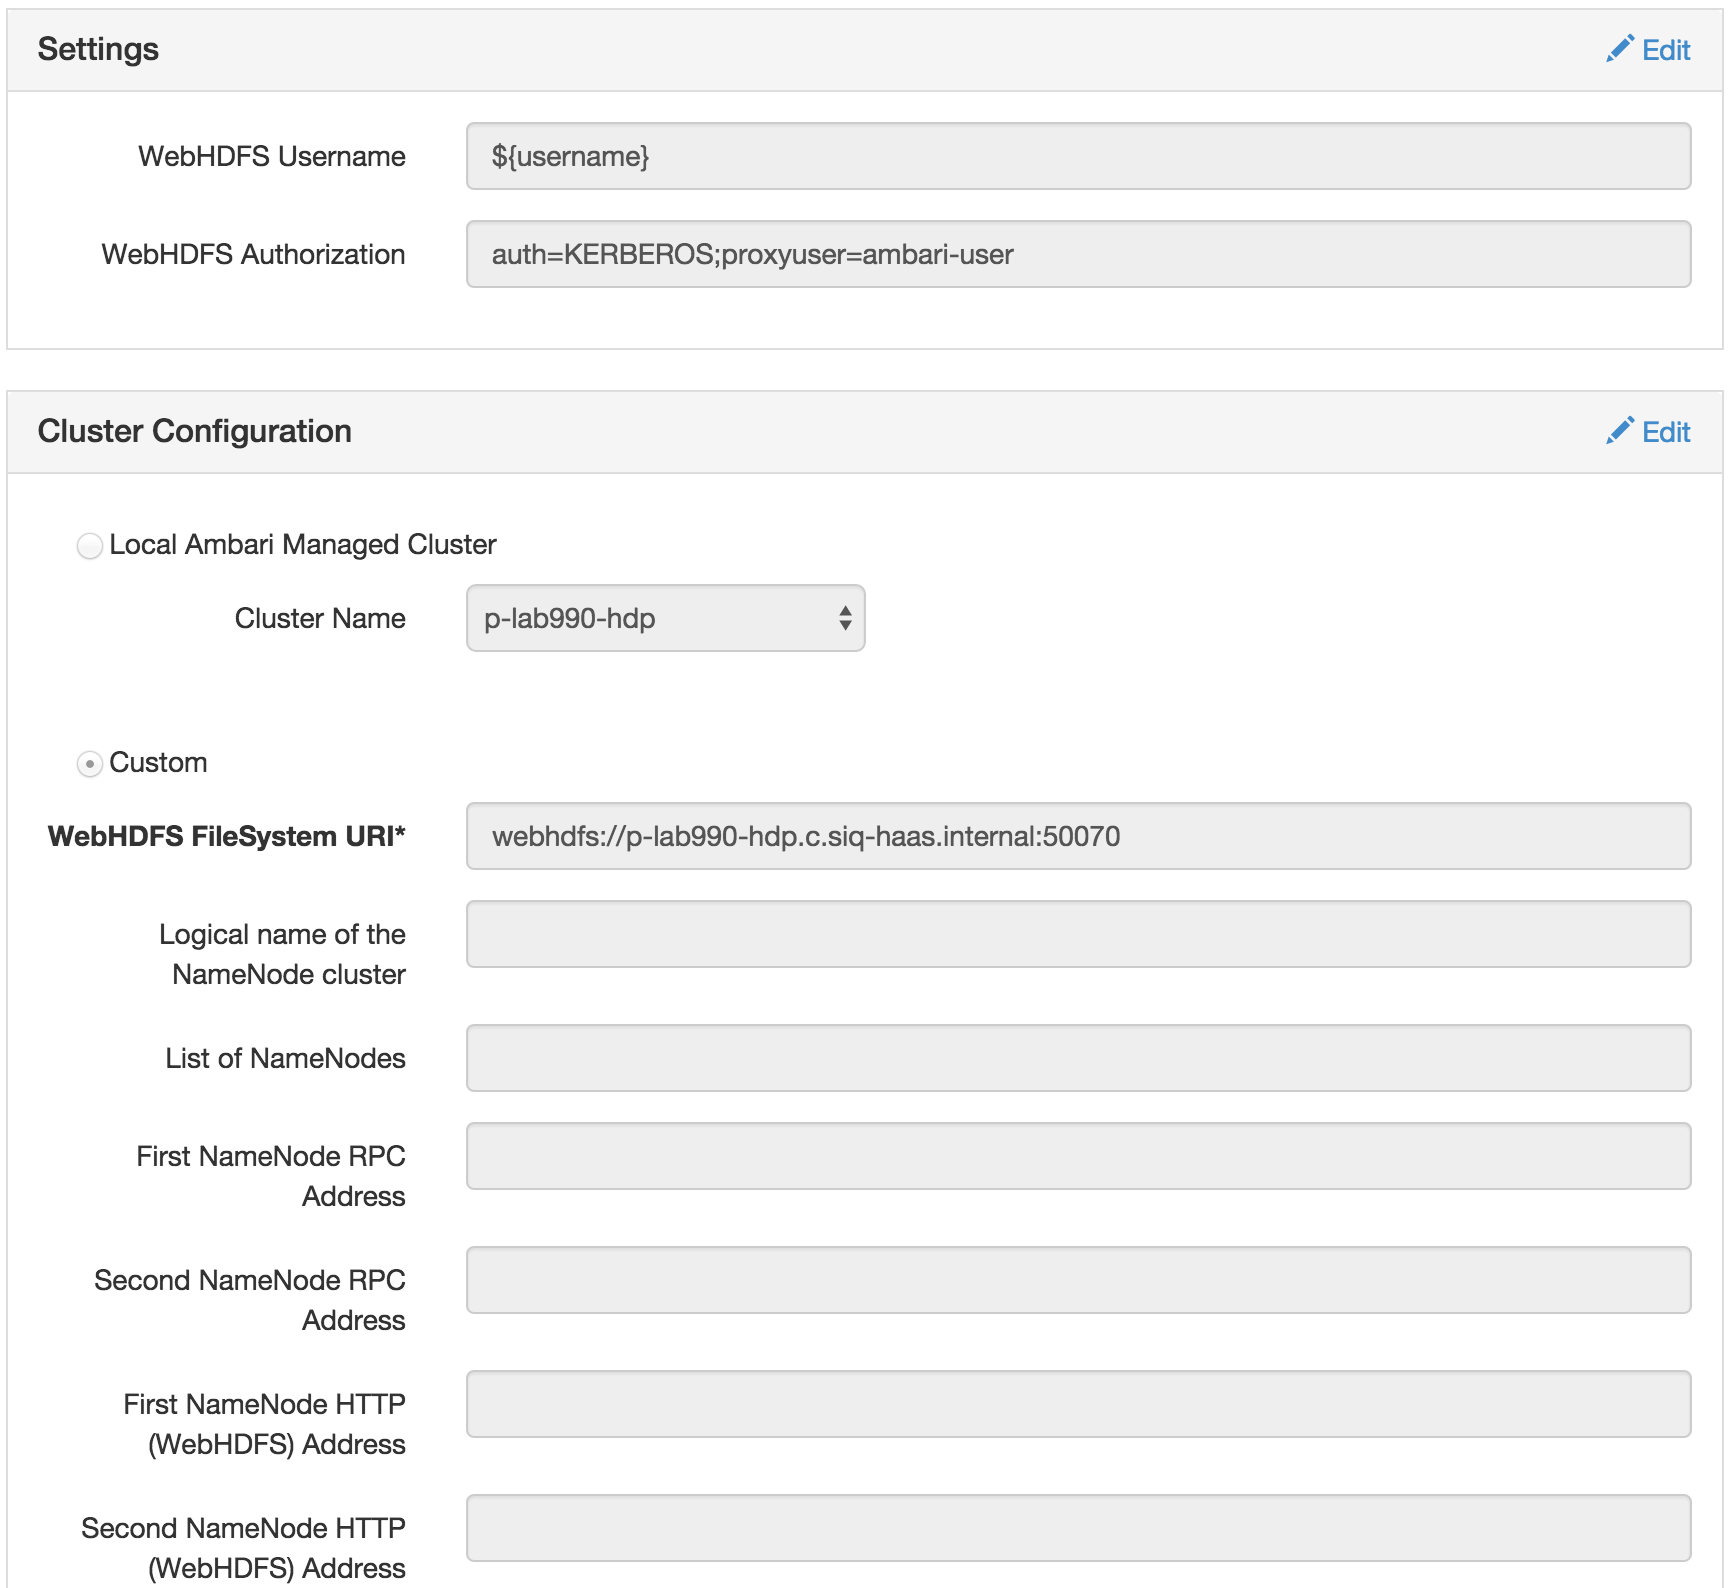 Settings
Edit
WebHDFS Username
${username}
WebHDFS Authorization
auth=KERBEROS;proxyuser=ambari-user
Cluster Configuration
Edit
Local Ambari Managed Cluster
Cluster Name
p-lab990-hdp
Custom
WebHDFS FileSystem URI*
webhdfs://p-lab990-hdp.c.siq-haas.internal:50070
Logical name of the
NameNode cluster
List of NameNodes
First NameNode RPC
Address
Second NameNode RPC
Address
First NameNode HTTP
(WebHDFS) Address
Second NameNode HTTP
(WebHDFS) Address